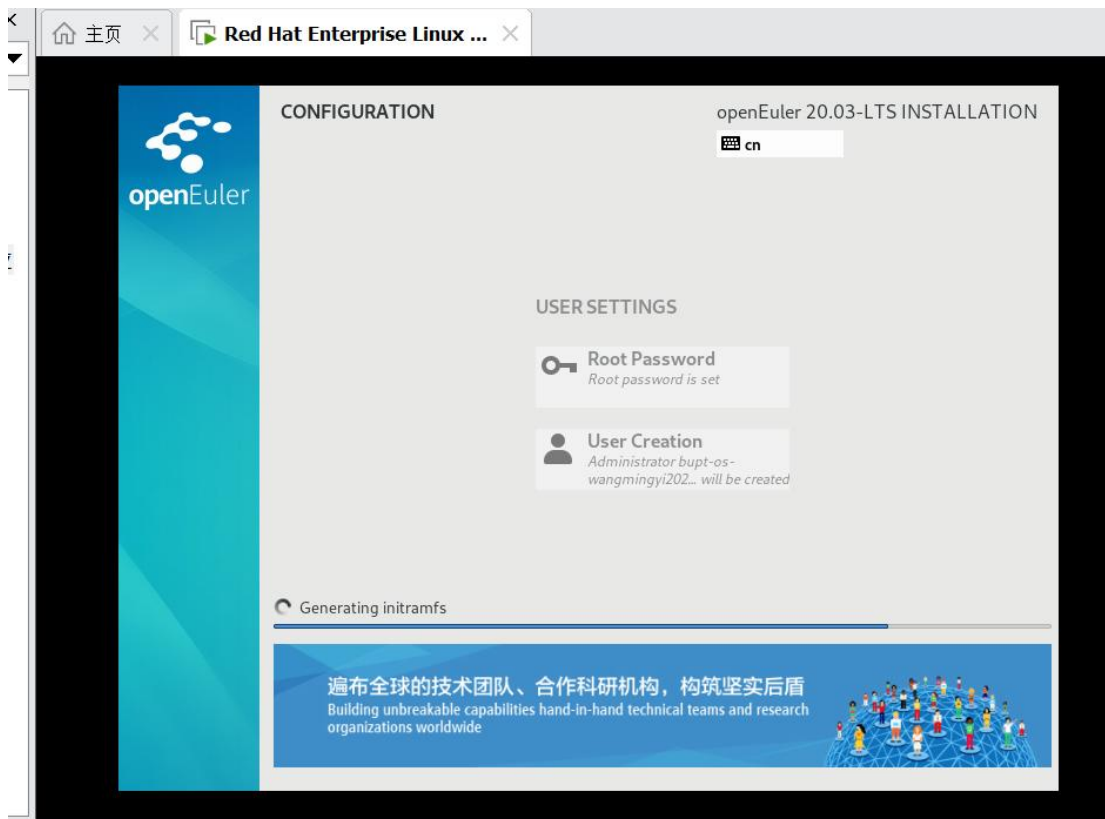 主页
Red Hat Enterprise Linux ...
openEuler
CONFIGURATION
openEuler 20.03-LTS INSTALLATION
cn
USER SETTINGS
Root Password
Root password is set
User Creation
Administrator bupt-os-
wangmingyi202... will be created
Generating initramfs
遍布全球的技术团队、合作科研机构，构筑坚实后盾
Building unbreakable capabilities hand-in-hand technical teams and research
organizations worldwide